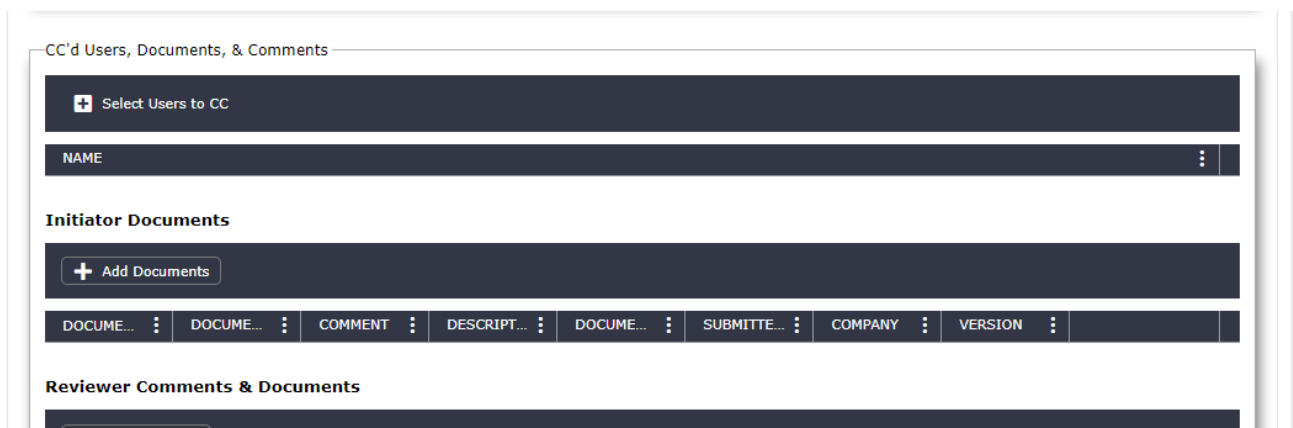 CC'd Users, Documents, & Comments
Select Users to CC
NAME
Initiator Documents
Add Documents
DOCUME... DOCUME... COMMENT DESCRIPT... DOCUME... SUBMITTE... COMPANY VERSION
Reviewer Comments & Documents